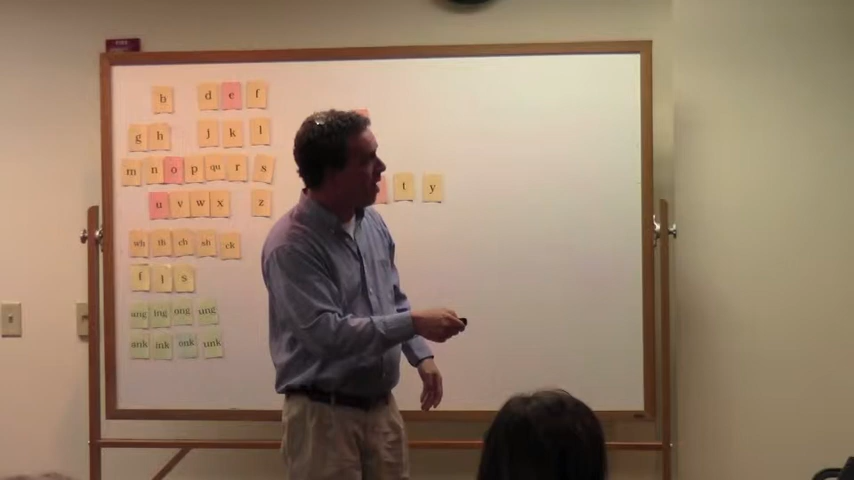 b d e f
g h j k l
m n o p qu r s
t y
u v w x z
wh th ch sh ck
f l s
ang ing ong ung
ank ink onk unk